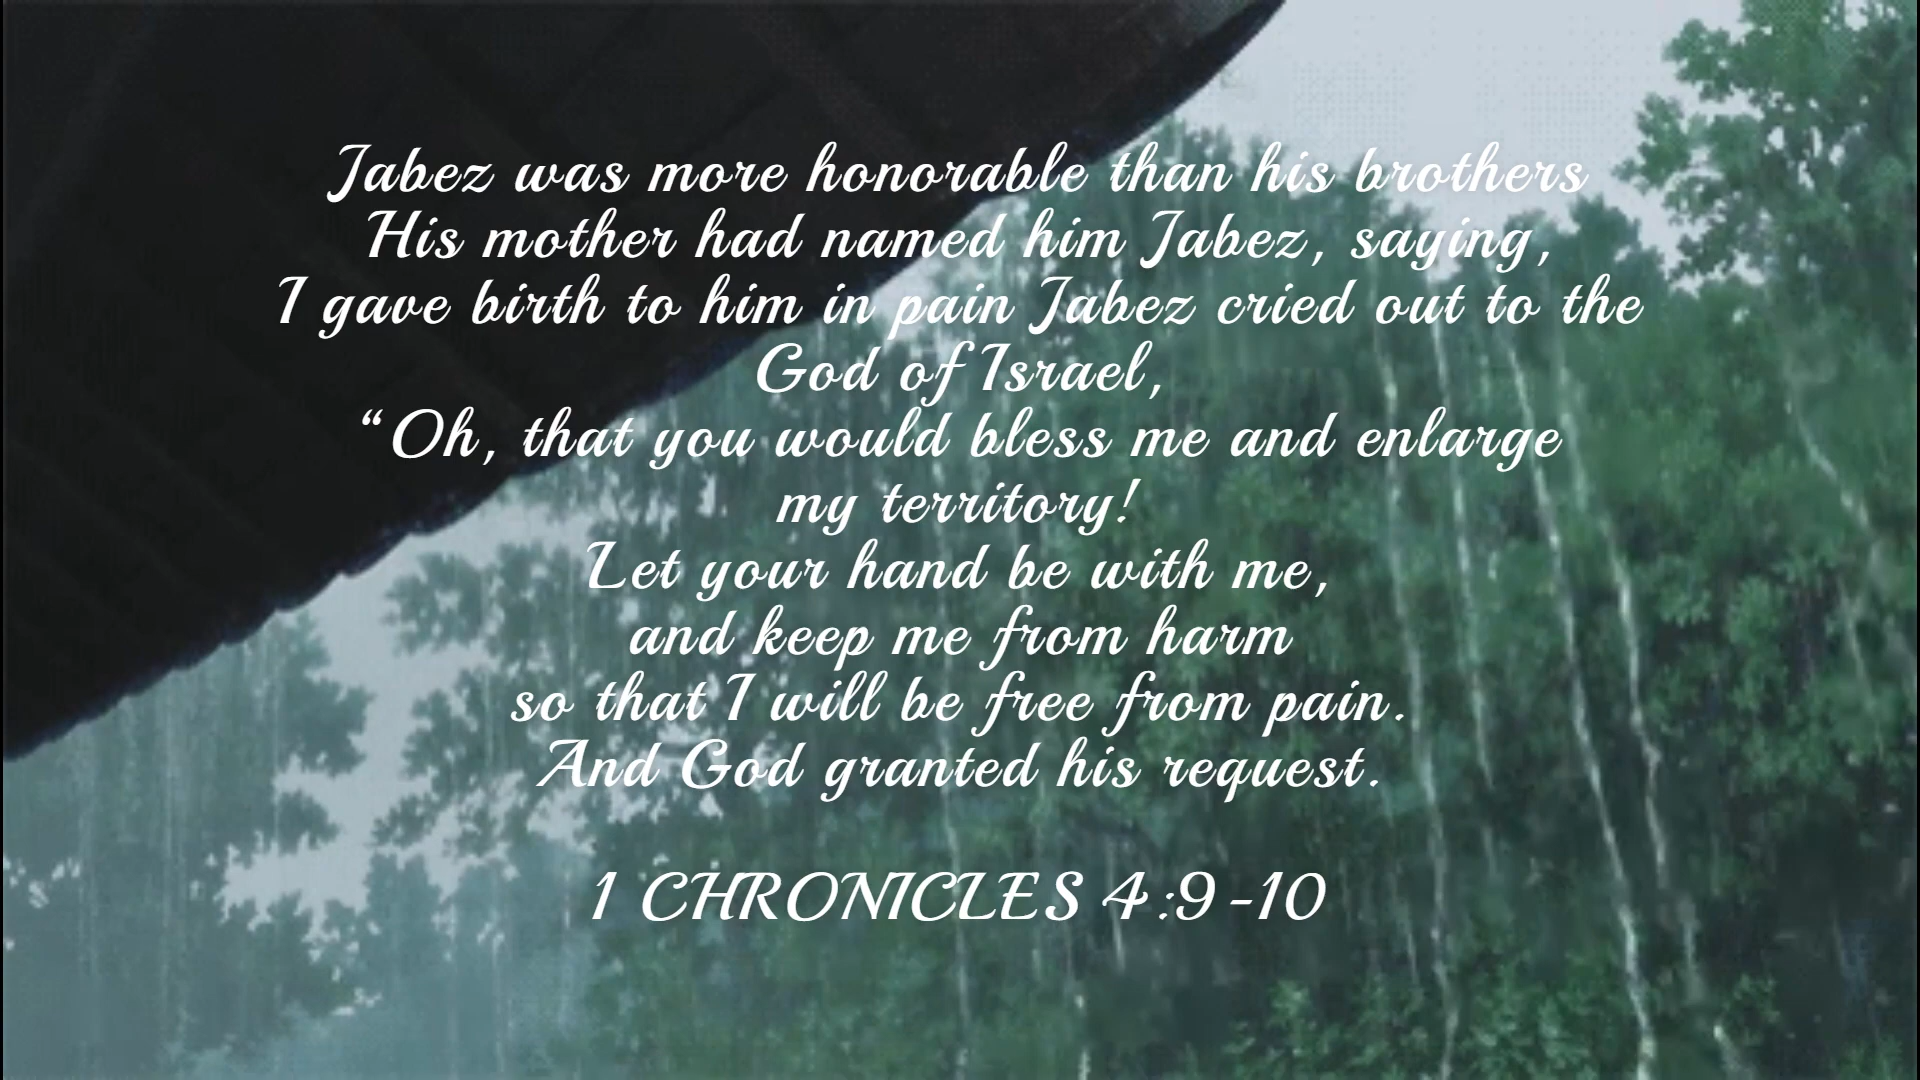 Jabez was more honorable than his brothers
His mother had named him Jabez, saying,
I gave birth to him in pain Jabez cried out to the
God of Israel,
“Oh, that you would bless me and enlarge
my territory!
Let your hand be with me,
and keep me from harm
so that I will be free from pain.
And God granted his request.
1 CHRONICLES 4:9-10